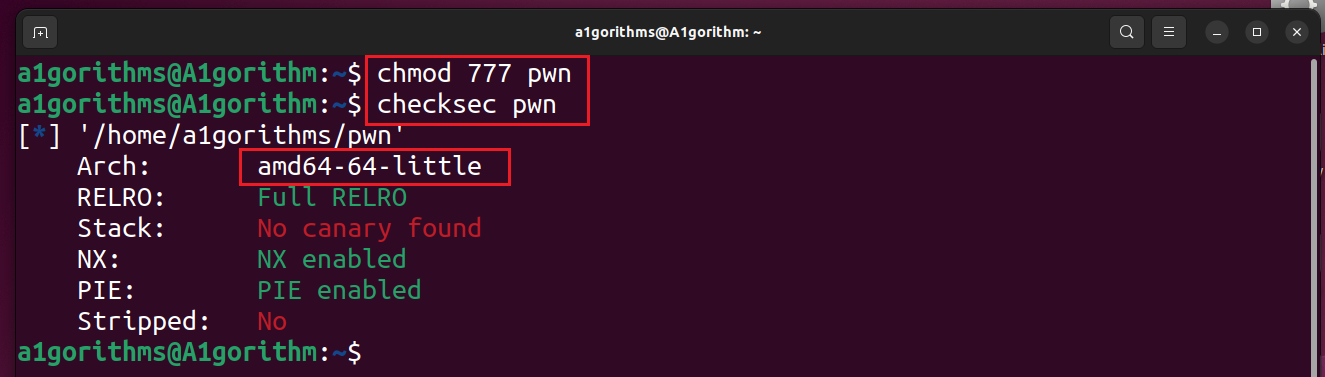 a1gorithms@A1gorithm: ~
a1gorithms@A1gorithm:~$ chmod 777 pwn
a1gorithms@A1gorithm:~$ checksec pwn
[*] '/home/a1gorithms/pwn'
    Arch:       amd64-64-little
    RELRO:      Full RELRO
    Stack:      No canary found
    NX:         NX enabled
    PIE:        PIE enabled
    Stripped:   No
a1gorithms@A1gorithm:~$